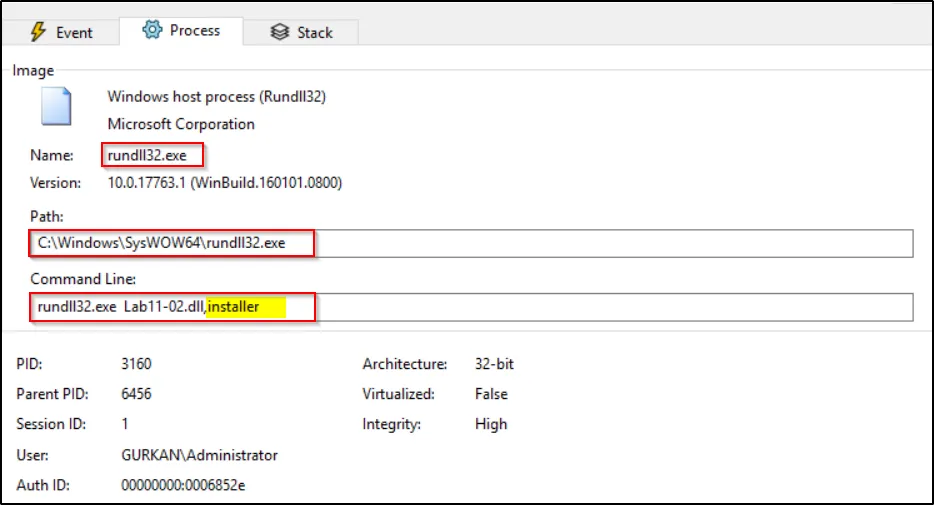 Event Process Stack
Image
Windows host process (Rundll32)
Microsoft Corporation
Name: rundll32.exe
Version: 10.0.17763.1 (WinBuild.160101.0800)
Path:
C:\Windows\SysWOW64\rundll32.exe
Command Line:
rundll32.exe Lab11-02.dll,installer
PID: 3160 Architecture: 32-bit
Parent PID: 6456 Virtualized: False
Session ID: 1 Integrity: High
User: GURKAN\Administrator
Auth ID: 00000000:0006852e